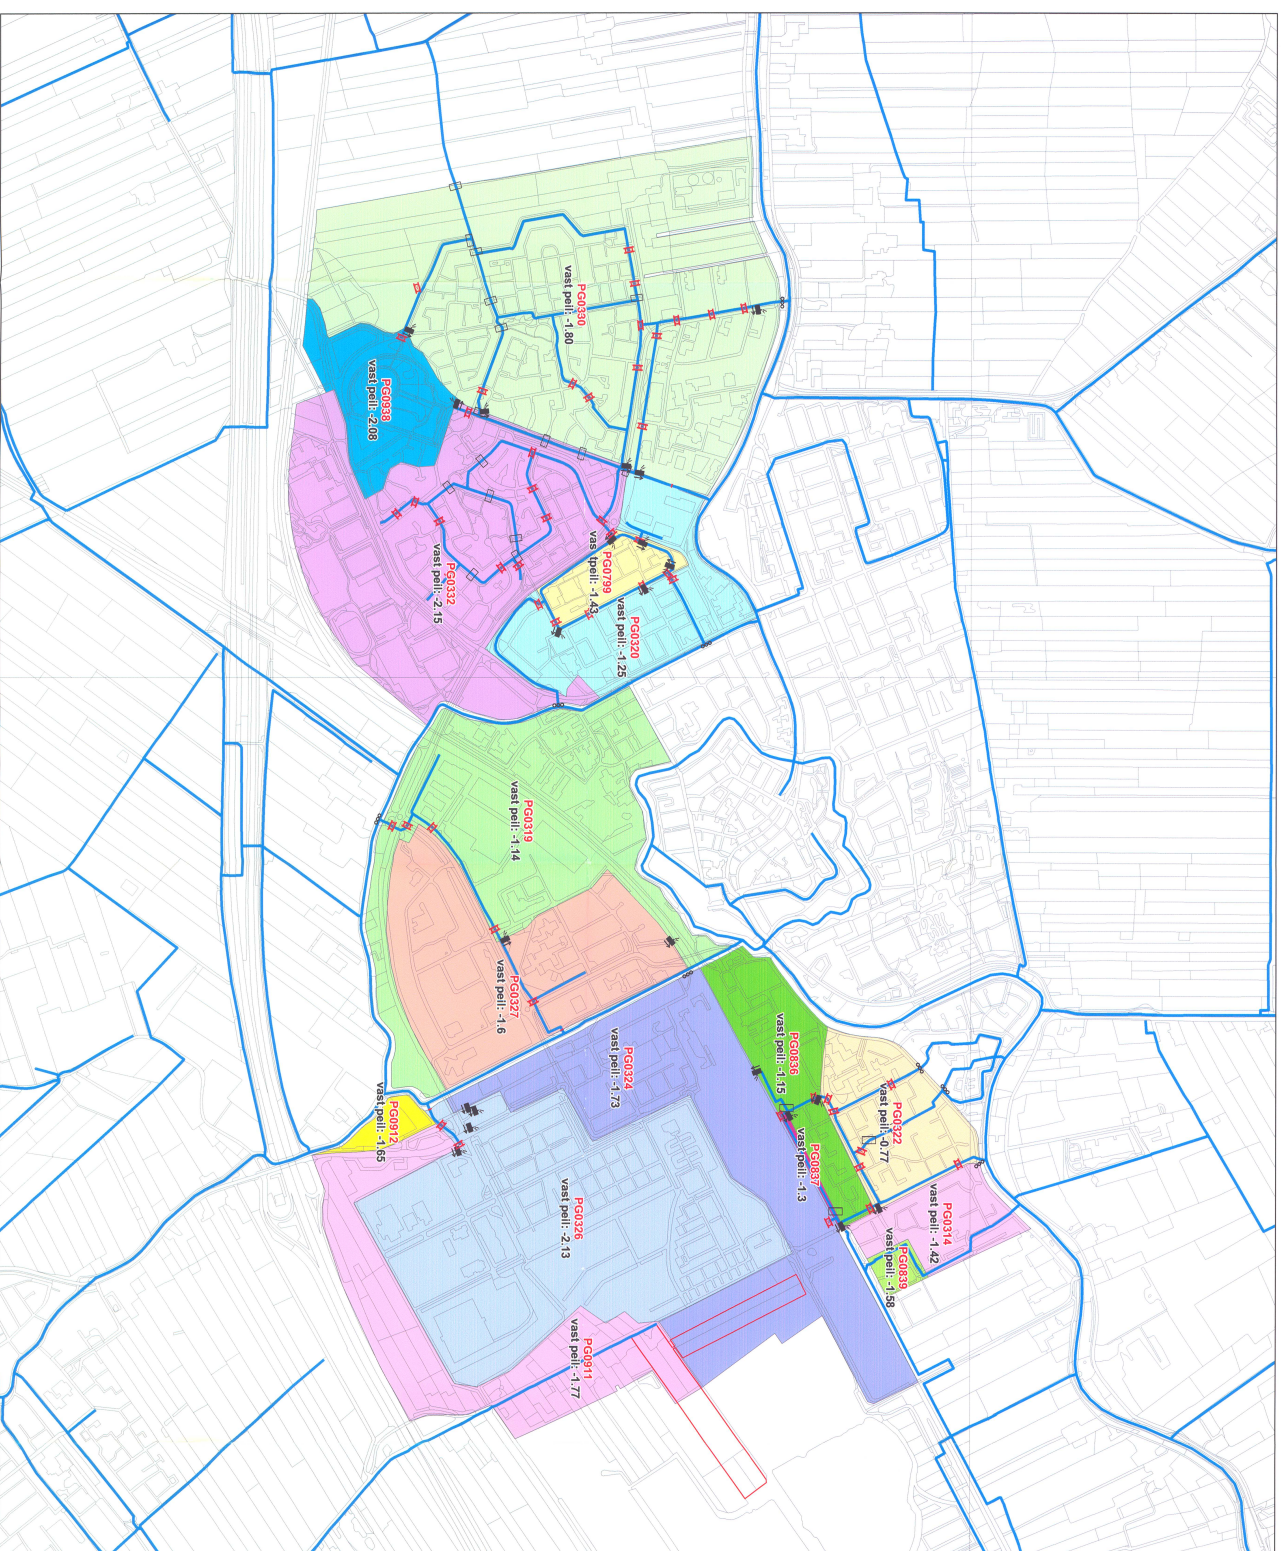 PG0330
vast peil: -1.80
PG0938
vast peil: -2.08
PG0332
vast peil: -2.15
PG0799
vas tpeil: -1.43
PG0320
vast peil: -1.25
PG0319
vast peil: -1.14
PG0327
vast peil: -1.6
PG0324
vast peil: -1.73
PG0836
vast peil: -1.15
PG0322
vast peil: -0.77
PG0837
vast peil: -1.3
PG0314
vast peil: -1.42
PG0839
vast peil: -1.58
PG0912
vast peil: -1.65
PG0326
vast peil: -2.13
PG0911
vast peil: -1.77